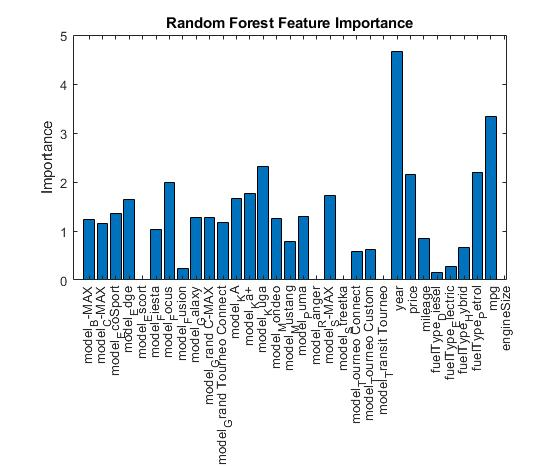 Random Forest Feature Importance
5
4
3
2
1
0
Importance
model_B-MAX
model_C-MAX
model_EcoSport
model_Edge
model_Escort
model_Fiesta
model_Focus
model_Fusion
model_Galaxy
model_Grand C-MAX
model_Grand Tourneo Connect
model_KA
model_Ka+
model_Kuga
model_Mondeo
model_Mustang
model_Puma
model_Ranger
model_S-MAX
model_Streetka
model_Tourneo Connect
model_Tourneo Custom
model_Transit Tourneo
year
price
mileage
fuelType_Diesel
fuelType_Electric
fuelType_Hybrid
fuelType_Petrol
mpg
engineSize